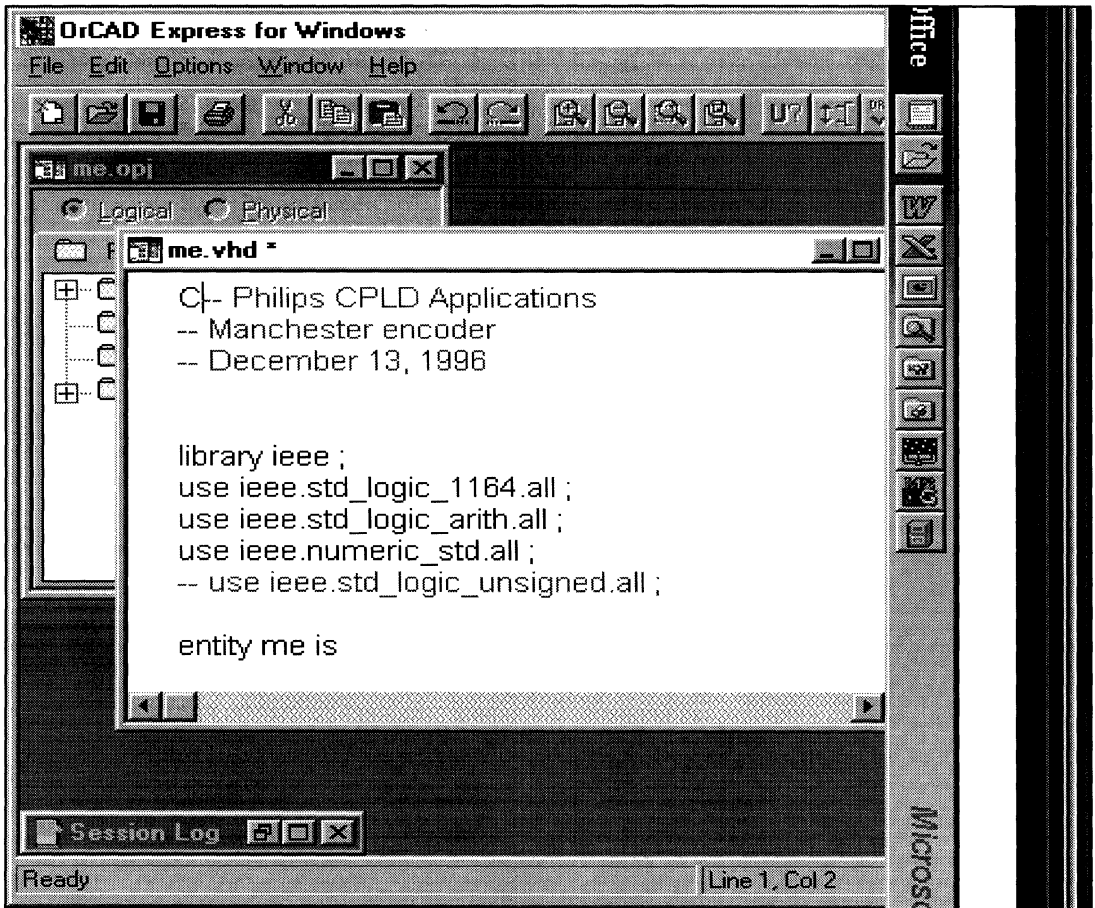 OrCAD Express for Windows
File Edit Options Window Help
U?
me.opj
Logical Physical
me.vhd *
C-- Philips CPLD Applications
-- Manchester encoder
-- December 13, 1996
library ieee ;
use ieee.std_logic_1164.all ;
use ieee.std_logic_arith.all ;
use ieee.numeric_std.all ;
-- use ieee.std_logic_unsigned.all ;
entity me is
Session Log
Ready Line 1, Col 2
Office
Microso